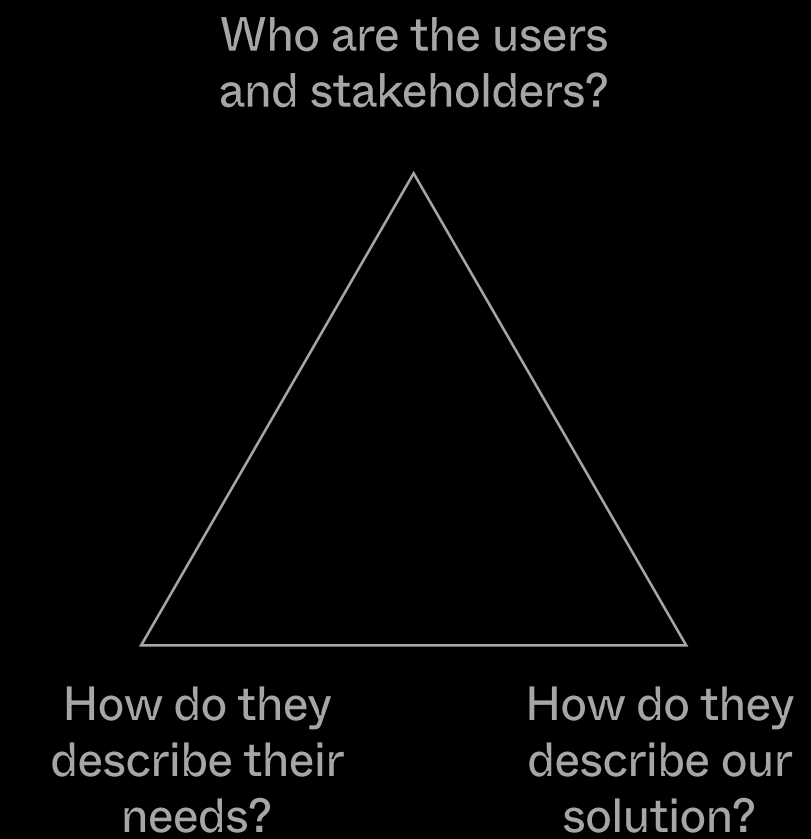 Who are the users
and stakeholders?
How do they
describe their
needs?
How do they
describe our
solution?